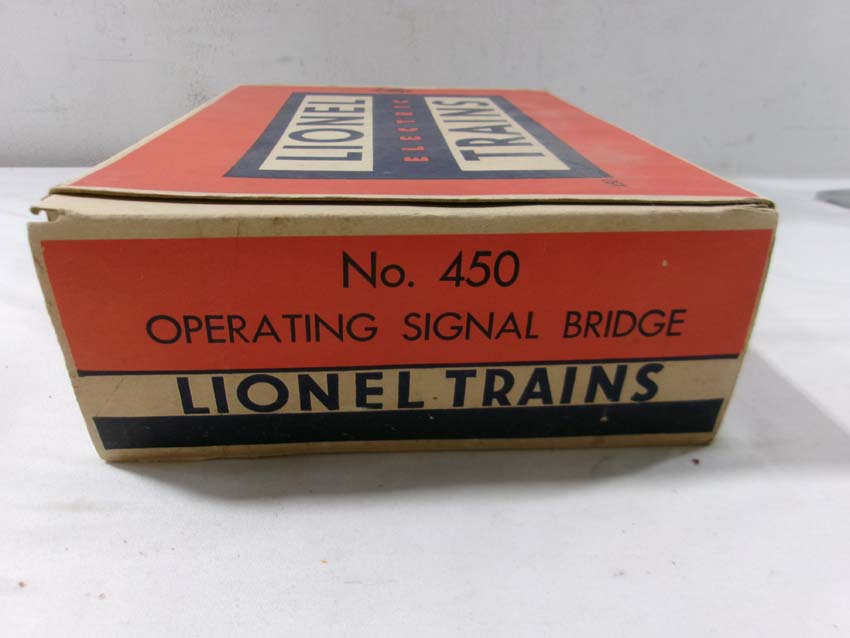 LIONEL
ELECTRIC
TRAINS
No. 450
OPERATING SIGNAL BRIDGE
LIONEL TRAINS